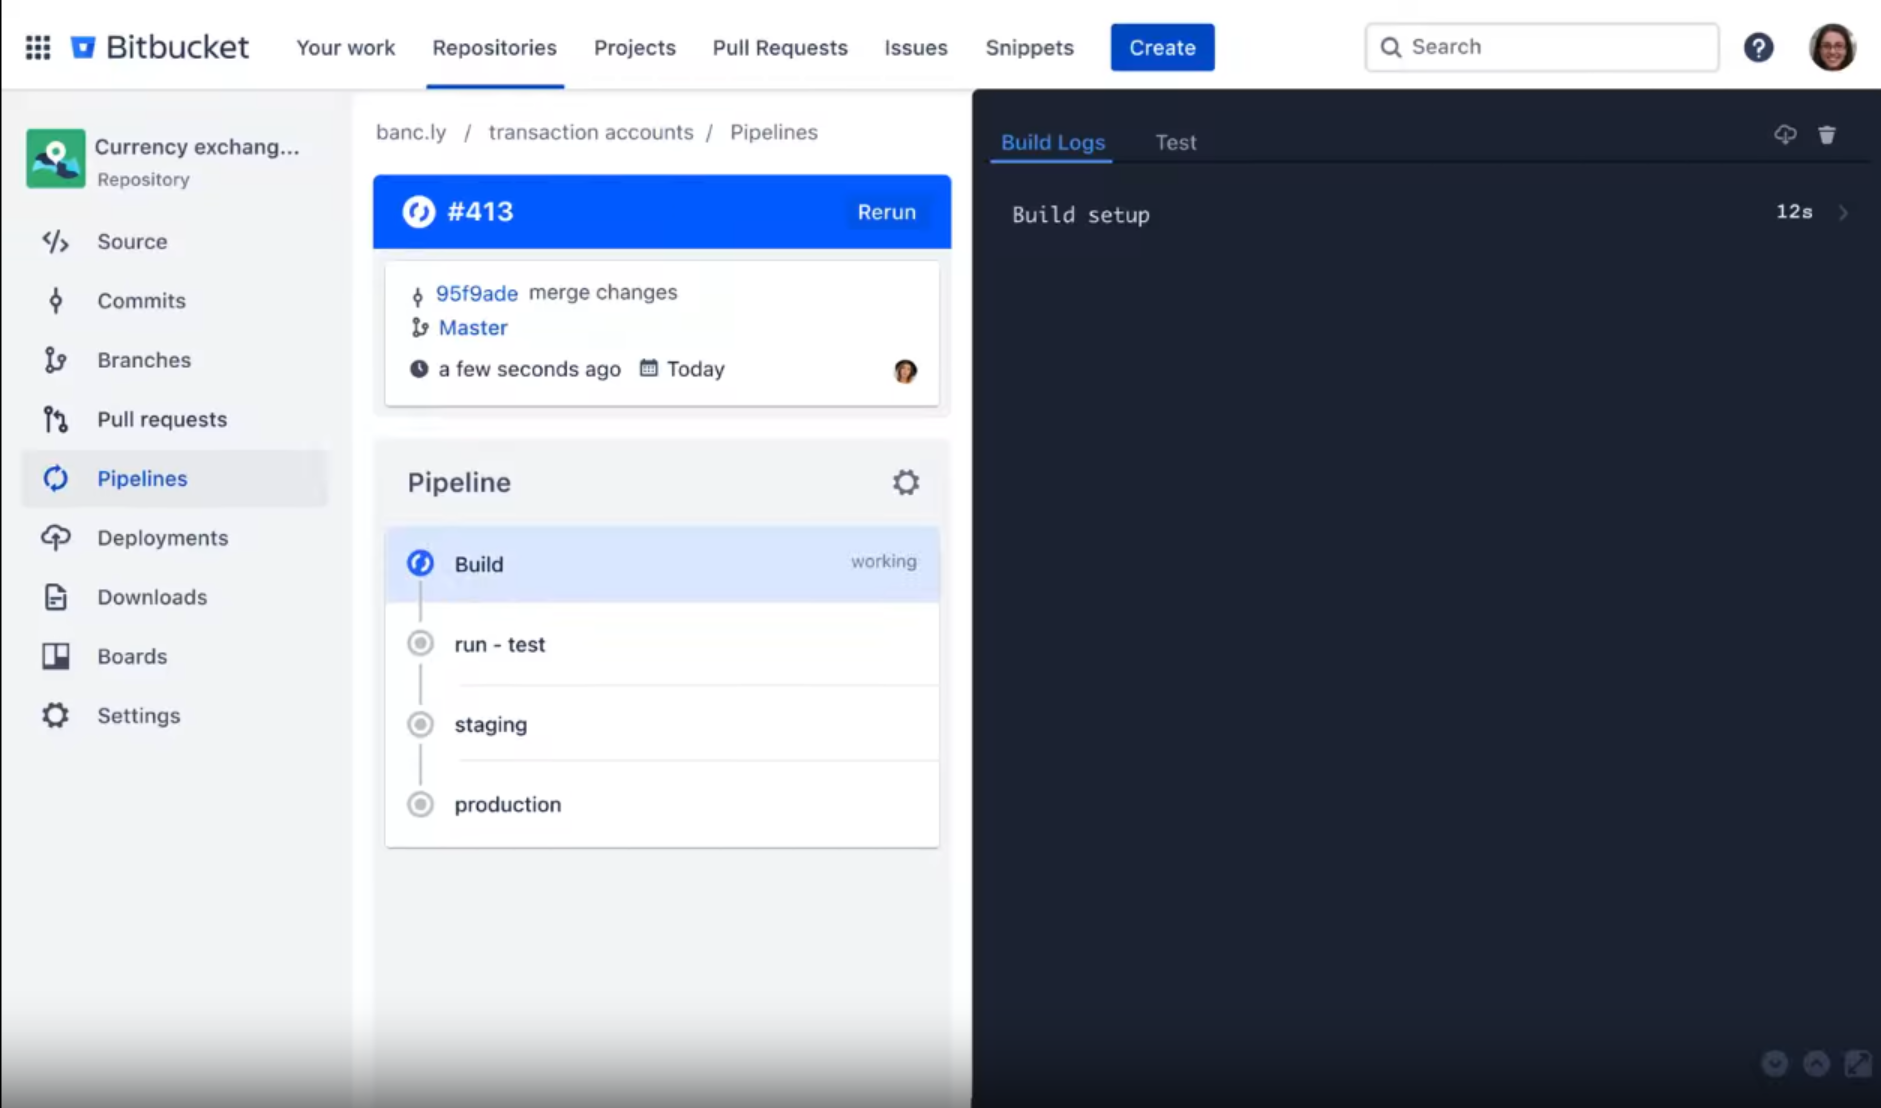 Bitbucket Your work Repositories Projects Pull Requests Issues Snippets Create Search ?
Currency exchang...
Repository
Source
Commits
Branches
Pull requests
Pipelines
Deployments
Downloads
Boards
Settings
banc.ly / transaction accounts / Pipelines
#413 Rerun
95f9ade merge changes
Master
a few seconds ago Today
Pipeline
Build working
run - test
staging
production
Build Logs Test
Build setup 12s